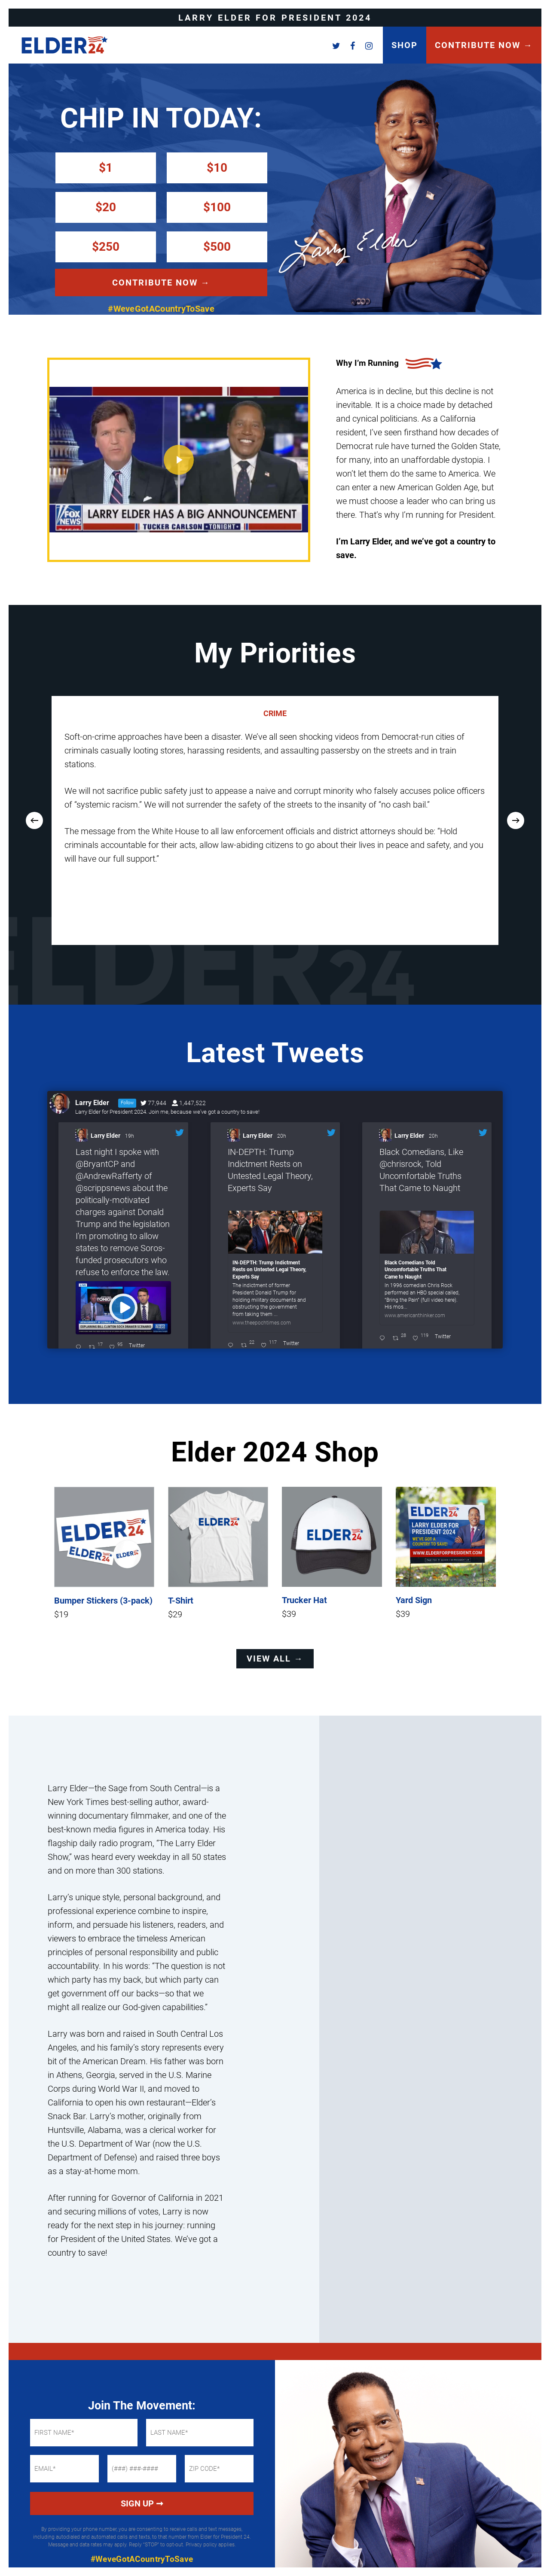 LARRY ELDER FOR PRESIDENT 2024
ELDER 24
SHOP
CONTRIBUTE NOW →
CHIP IN TODAY:
$1
$10
$20
$100
$250
$500
CONTRIBUTE NOW →
#WeveGotACountryToSave
Larry Elder
Why I'm Running
America is in decline, but this decline is not
inevitable. It is a choice made by detached
and cynical politicians. As a California
resident, I've seen firsthand how decades of
Democrat rule have turned the Golden State,
for many, into an unaffordable dystopia. I
won't let them do the same to America. We
can enter a new American Golden Age, but
we must choose a leader who can bring us
there. That's why I'm running for President.
I'm Larry Elder, and we've got a country to
save.
FOX
NEWS
LARRY ELDER HAS A BIG ANNOUNCEMENT
TUCKER CARLSON TONIGHT
My Priorities
CRIME
Soft-on-crime approaches have been a disaster. We've all seen shocking videos from Democrat-run cities of
criminals casually looting stores, harassing residents, and assaulting passersby on the streets and in train
stations.
We will not sacrifice public safety just to appease a naive and corrupt minority who falsely accuses police officers
of "systemic racism." We will not surrender the safety of the streets to the insanity of "no cash bail."
The message from the White House to all law enforcement officials and district attorneys should be: "Hold
criminals accountable for their acts, allow law-abiding citizens to go about their lives in peace and safety, and you
will have our full support."
ELDER24
Latest Tweets
Larry Elder Follow 77,944 1,447,522
Larry Elder for President 2024. Join me, because we've got a country to save!
Larry Elder 19h
Last night I spoke with
@BryantCP and
@AndrewRafferty of
@scrippsnews about the
politically-motivated
charges against Donald
Trump and the legislation
I'm promoting to allow
states to remove Soros-
funded prosecutors who
refuse to enforce the law.
17 95 Twitter
Larry Elder 20h
IN-DEPTH: Trump
Indictment Rests on
Untested Legal Theory,
Experts Say
IN-DEPTH: Trump Indictment
Rests on Untested Legal Theory,
Experts Say
The indictment of former
President Donald Trump for
holding military documents and
obstructing the government
from taking them ...
www.theepochtimes.com
22 117 Twitter
Larry Elder 20h
Black Comedians, Like
@chrisrock, Told
Uncomfortable Truths
That Came to Naught
Black Comedians Told
Uncomfortable Truths That
Came to Naught
In 1996 comedian Chris Rock
performed an HBO special called,
"Bring the Pain" (full video here).
His mos...
www.americanthinker.com
28 119 Twitter
Elder 2024 Shop
ELDER 24
ELDER 24
ELDER
ELDER 24
ELDER 24
ELDER 24
LARRY ELDER FOR
PRESIDENT 2024
WE'VE GOT A
COUNTRY TO SAVE!
WWW.ELDERFORPRESIDENT.COM
Bumper Stickers (3-pack)
$19
T-Shirt
$29
Trucker Hat
$39
Yard Sign
$39
VIEW ALL →
Larry Elder—the Sage from South Central—is a
New York Times best-selling author, award-
winning documentary filmmaker, and one of the
best-known media figures in America today. His
flagship daily radio program, "The Larry Elder
Show," was heard every weekday in all 50 states
and on more than 300 stations.
Larry's unique style, personal background, and
professional experience combine to inspire,
inform, and persuade his listeners, readers, and
viewers to embrace the timeless American
principles of personal responsibility and public
accountability. In his words: "The question is not
which party has my back, but which party can
get government off our backs—so that we
might all realize our God-given capabilities."
Larry was born and raised in South Central Los
Angeles, and his family's story represents every
bit of the American Dream. His father was born
in Athens, Georgia, served in the U.S. Marine
Corps during World War II, and moved to
California to open his own restaurant—Elder's
Snack Bar. Larry's mother, originally from
Huntsville, Alabama, was a clerical worker for
the U.S. Department of War (now the U.S.
Department of Defense) and raised three boys
as a stay-at-home mom.
After running for Governor of California in 2021
and securing millions of votes, Larry is now
ready for the next step in his journey: running
for President of the United States. We've got a
country to save!
Join The Movement:
FIRST NAME*
LAST NAME*
EMAIL*
(###) ###-####
ZIP CODE*
SIGN UP →
By providing your phone number, you are consenting to receive calls and text messages,
including autodialed and automated calls and texts, to that number from Elder for President 24.
Message and data rates may apply. Reply "STOP" to opt-out. Privacy policy applies.
#WeveGotACountryToSave